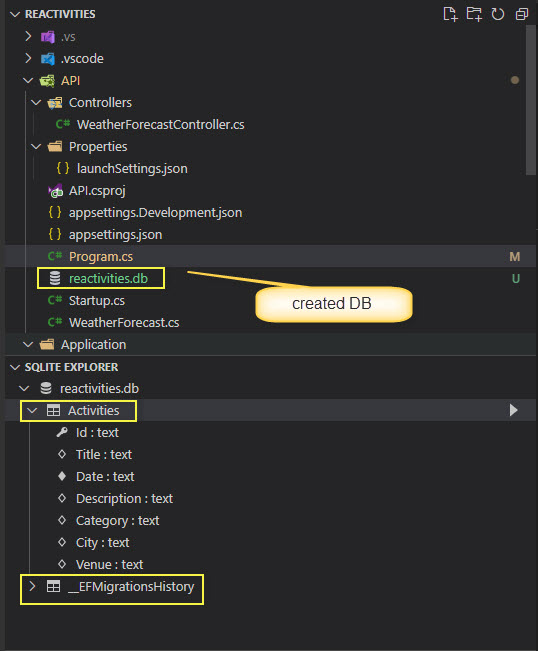 REACTIVITIES
.vs
.vscode
API
Controllers
C# WeatherForecastController.cs
Properties
{ } launchSettings.json
API.csproj
{ } appsettings.Development.json
{ } appsettings.json
C# Program.cs M
reactivities.db U
created DB
C# Startup.cs
C# WeatherForecast.cs
Application
SQLITE EXPLORER
reactivities.db
Activities
Id : text
Title : text
Date : text
Description : text
Category : text
City : text
Venue : text
__EFMigrationsHistory